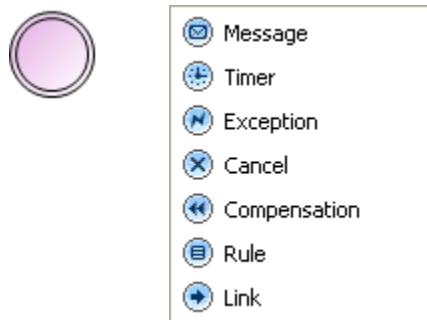 Message
Timer
Exception
Cancel
Compensation
Rule
Link